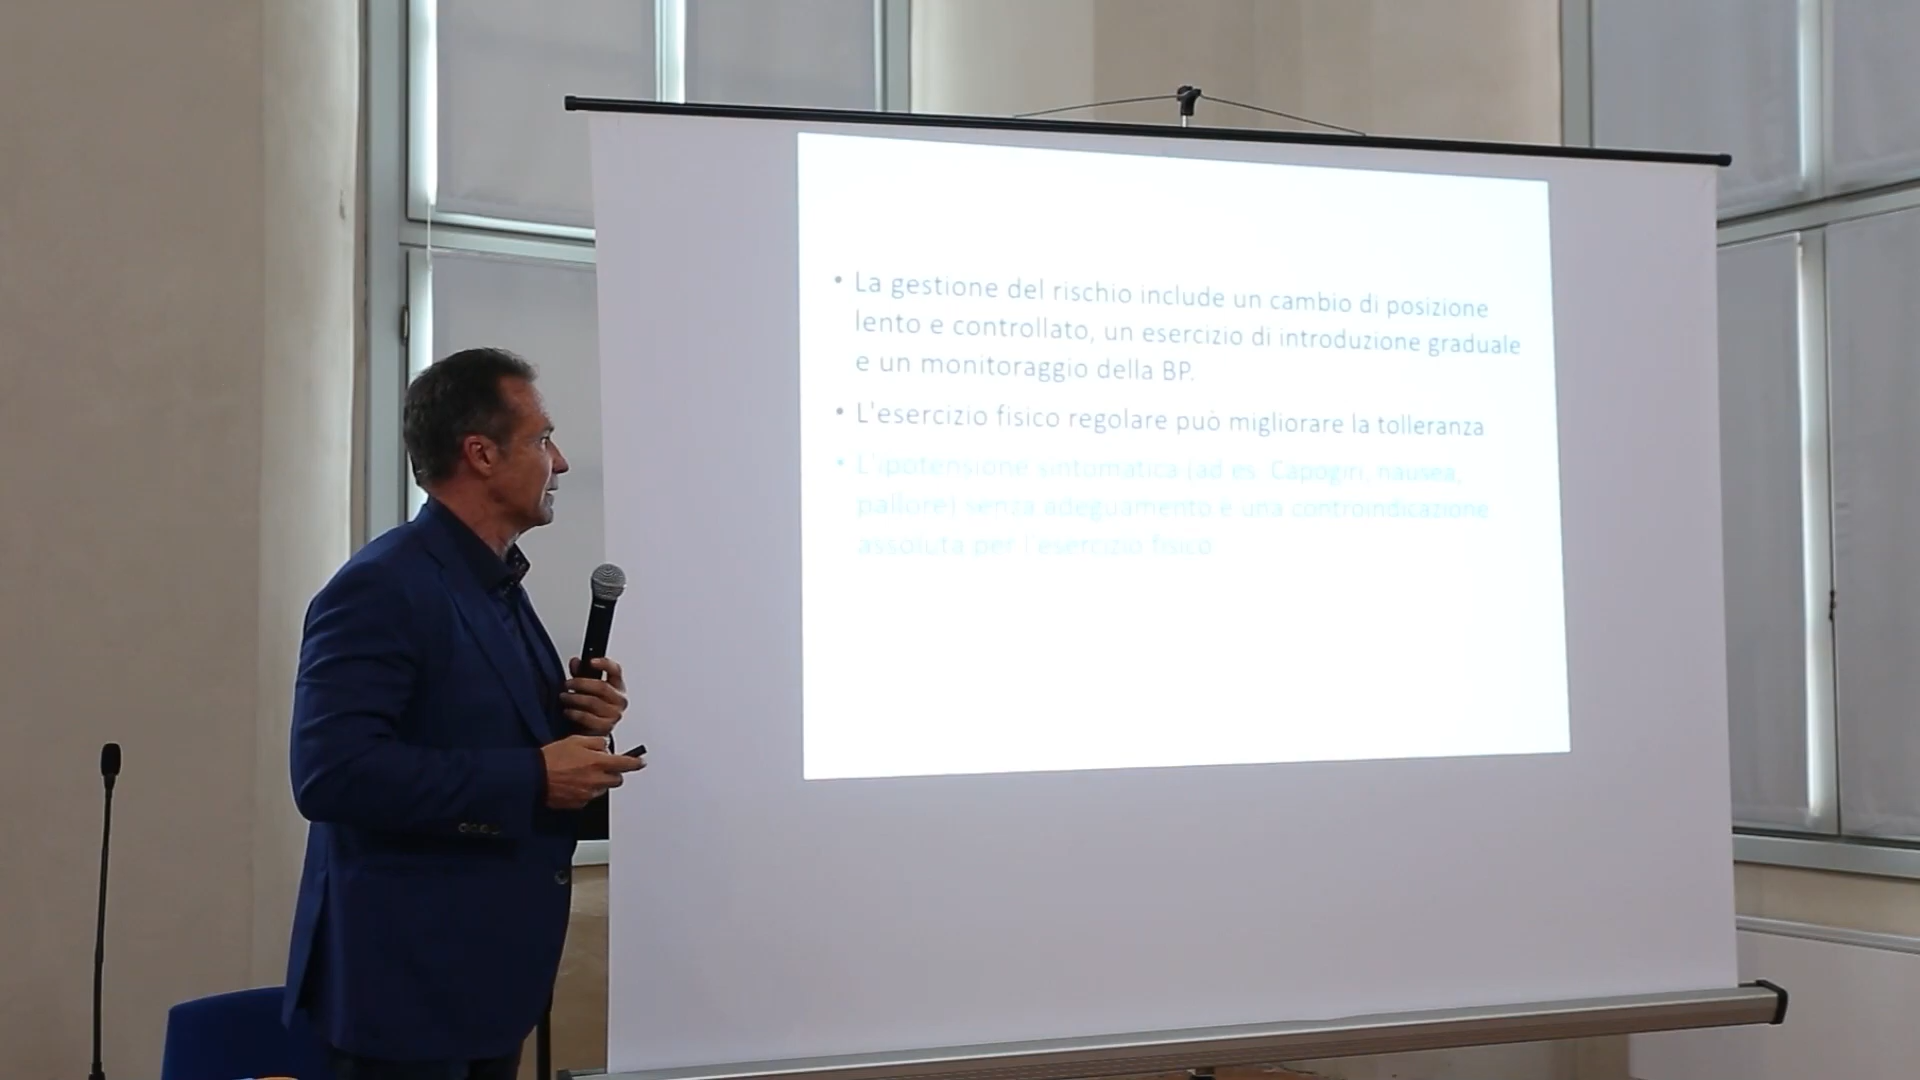 • La gestione del rischio include un cambio di posizione
lento e controllato, un esercizio di introduzione graduale
e un monitoraggio della BP.
• L'esercizio fisico regolare può migliorare la tolleranza
• L'ipotensione sintomatica (ad es. Capogiri, nausea,
pallore) senza adeguamento è una controindicazione
assoluta per l'esercizio fisico